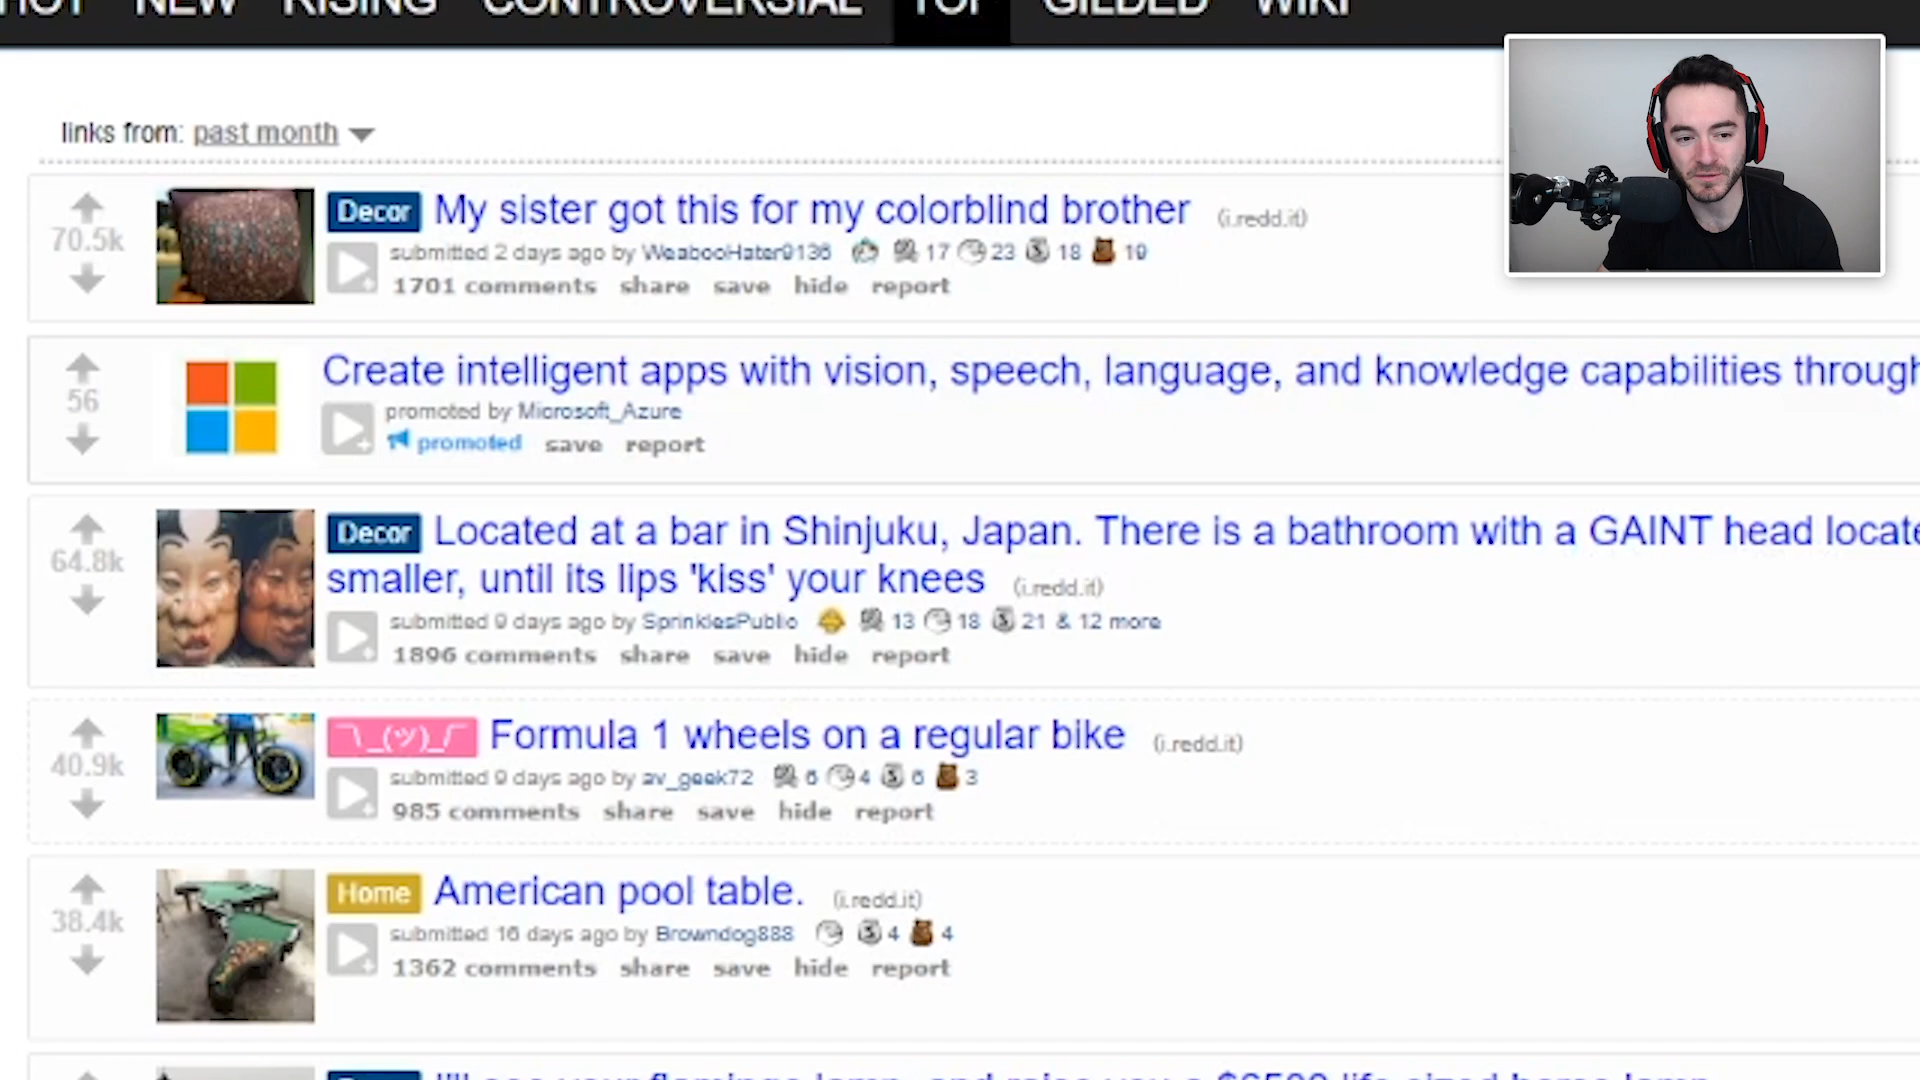 HOT NEW RISING CONTROVERSIAL TOP GILDED WIKI
links from: past month
70.5k
Decor My sister got this for my colorblind brother (i.redd.it)
submitted 2 days ago by WeabooHater9136 17 23 18 19
1701 comments share save hide report
56
Create intelligent apps with vision, speech, language, and knowledge capabilities through
promoted by Microsoft_Azure
promoted save report
64.8k
Decor Located at a bar in Shinjuku, Japan. There is a bathroom with a GAINT head locate
smaller, until its lips 'kiss' your knees (i.redd.it)
submitted 9 days ago by SprinklesPublic 13 18 21 & 12 more
1896 comments share save hide report
40.9k
¯\_(ツ)_/¯ Formula 1 wheels on a regular bike (i.redd.it)
submitted 9 days ago by av_geek72 6 4 6 3
985 comments share save hide report
38.4k
Home American pool table. (i.redd.it)
submitted 16 days ago by Browndog888 4 4
1362 comments share save hide report